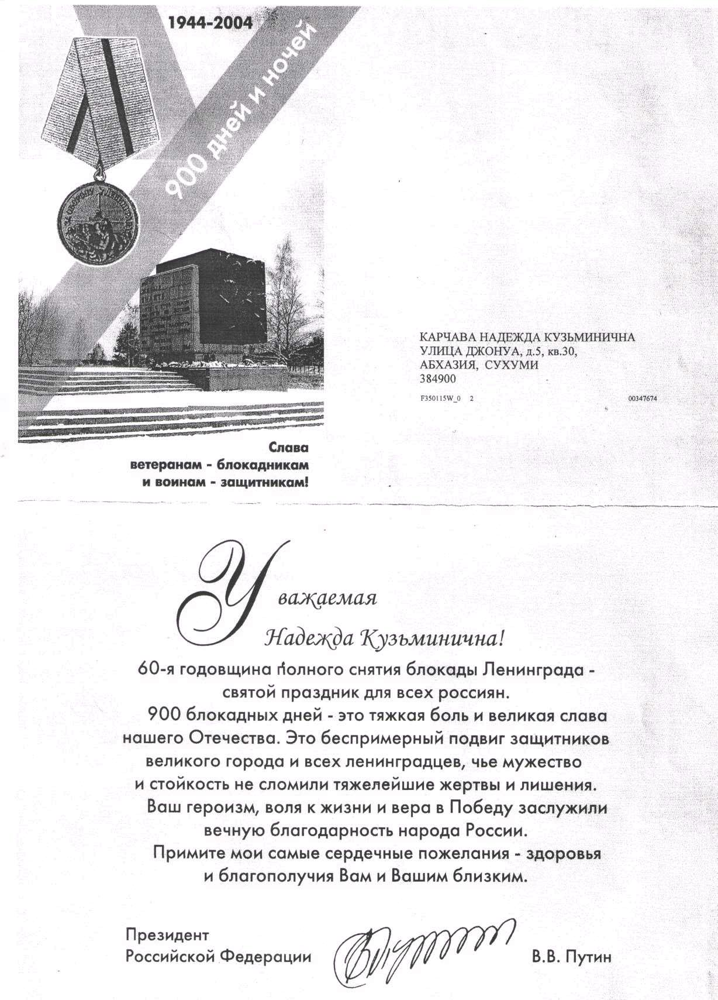 1944-2004
900 дней и ночей
Слава
ветеранам - блокадникам
и воинам - защитникам!
КАРЧАВА НАДЕЖДА КУЗЬМИНИЧНА
УЛИЦА ДЖОНУА, д.5, кв.30,
АБХАЗИЯ, СУХУМИ
384900
F350115W_0 2 00347674
Уважаемая
Надежда Кузьминична!
60-я годовщина полного снятия блокады Ленинграда -
святой праздник для всех россиян.
900 блокадных дней - это тяжкая боль и великая слава
нашего Отечества. Это беспримерный подвиг защитников
великого города и всех ленинградцев, чье мужество
и стойкость не сломили тяжелейшие жертвы и лишения.
Ваш героизм, воля к жизни и вера в Победу заслужили
вечную благодарность народа России.
Примите мои самые сердечные пожелания - здоровья
и благополучия Вам и Вашим близким.
Президент
Российской Федерации
В.В. Путин